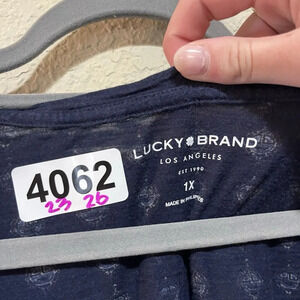 LUCKY BRAND
LOS ANGELES
EST 1990
1X
MADE IN PHILIPPINES
4062
23 26